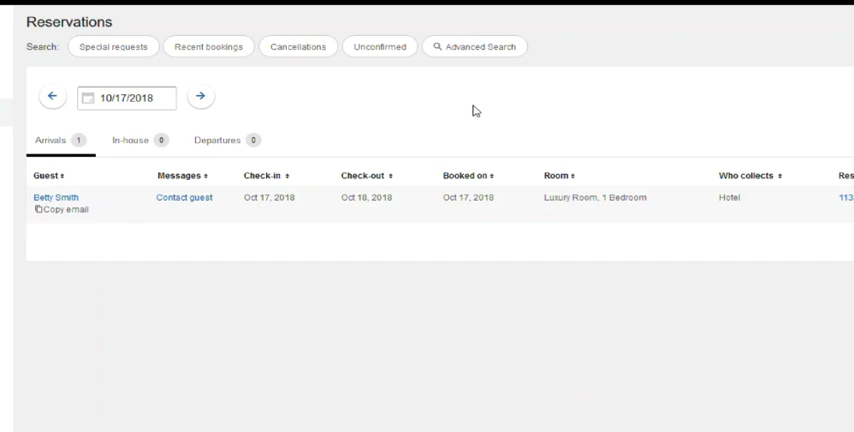 Reservations
Search: Special requests Recent bookings Cancellations Unconfirmed Advanced Search
10/17/2018
Arrivals 1 In-house 0 Departures 0
Guest Messages Check-in Check-out Booked on Room Who collects Res
Betty Smith Contact guest Oct 17, 2018 Oct 18, 2018 Oct 17, 2018 Luxury Room, 1 Bedroom Hotel 113
Copy email